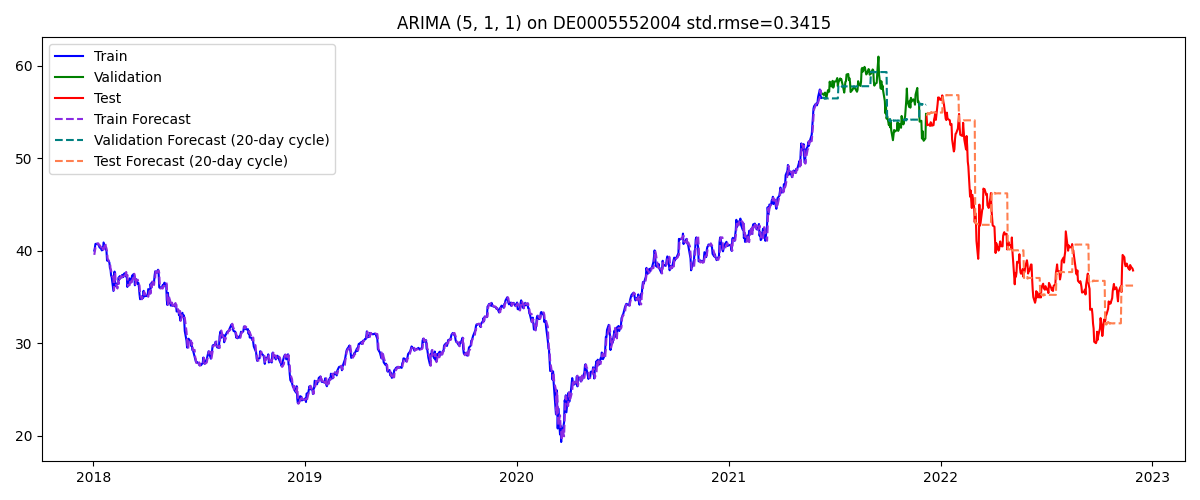 ARIMA (5, 1, 1) on DE0005552004 std.rmse=0.3415
Train
Validation
Test
Train Forecast
Validation Forecast (20-day cycle)
Test Forecast (20-day cycle)
60
50
40
30
20
2018 2019 2020 2021 2022 2023